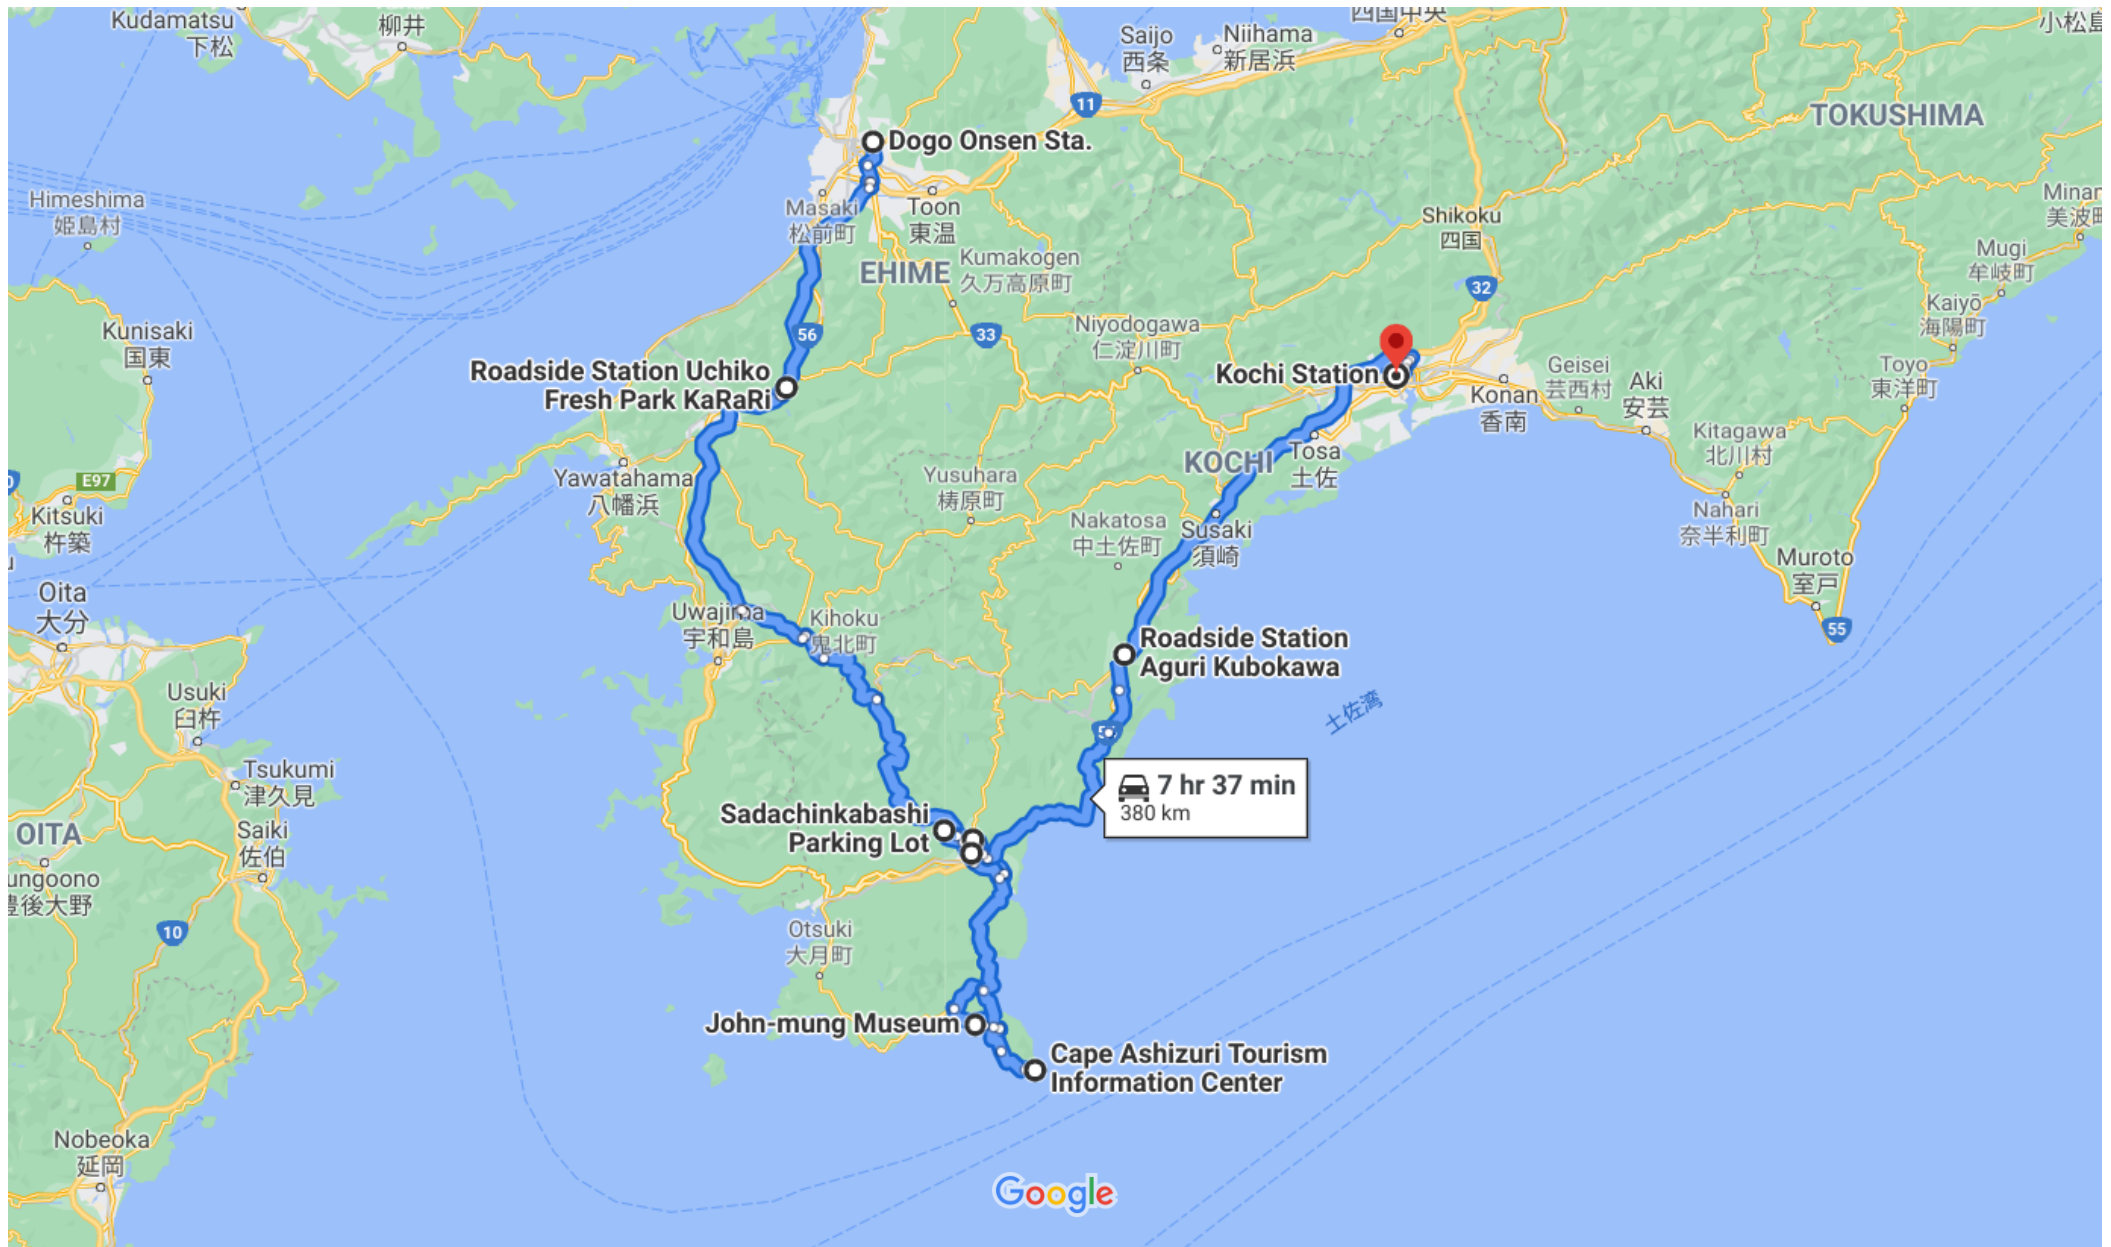 Kudamatsu
下松
柳井
Saijo
西条
Niihama
新居浜
四国中央
小松島
11
TOKUSHIMA
Dogo Onsen Sta.
Himeshima
姫島村
Masaki
松前町
Toon
東温
Shikoku
四国
Minam
美波町
EHIME
Kumakogen
久万高原町
Mugi
牟岐町
32
Kaiyō
海陽町
Kunisaki
国東
56
33
Niyodogawa
仁淀川町
Roadside Station Uchiko
Fresh Park KaRaRi
Kochi Station
Geisei
芸西村
Aki
安芸
Toyo
東洋町
Konan
香南
Kitagawa
北川村
KOCHI
Tosa
土佐
E97
Yawatahama
八幡浜
Yusuhara
梼原町
Kitsuki
杵築
Nakatosa
中土佐町
Susaki
須崎
Nahari
奈半利町
Muroto
室戸
55
Oita
大分
Uwajima
宇和島
Kihoku
鬼北町
Roadside Station
Aguri Kubokawa
Usuki
臼杵
土佐湾
Tsukumi
津久見
7 hr 37 min
380 km
Sadachinkabashi
Parking Lot
OITA
Saiki
佐伯
ungoono
豊後大野
10
Otsuki
大月町
John-mung Museum
Cape Ashizuri Tourism
Information Center
Nobeoka
延岡
Google